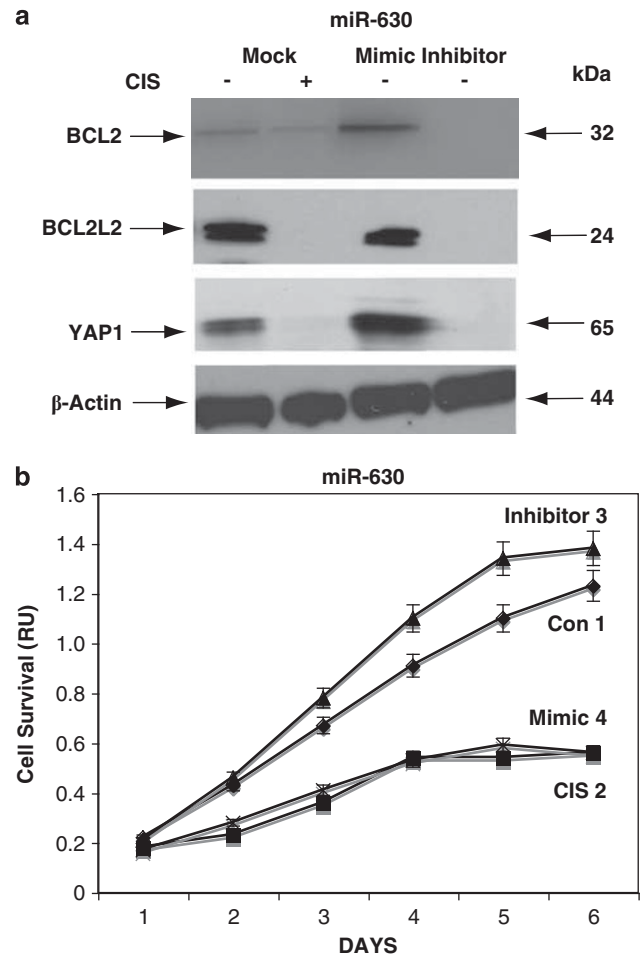 a
miR-630
Mock Mimic Inhibitor
CIS - + - - kDa
BCL2 32
BCL2L2 24
YAP1 65
β-Actin 44
b
miR-630
1.6
1.4
1.2
1.0
0.8
0.6
0.4
0.2
0
Cell Survival (RU)
Inhibitor 3
Con 1
Mimic 4
CIS 2
1 2 3 4 5 6
DAYS